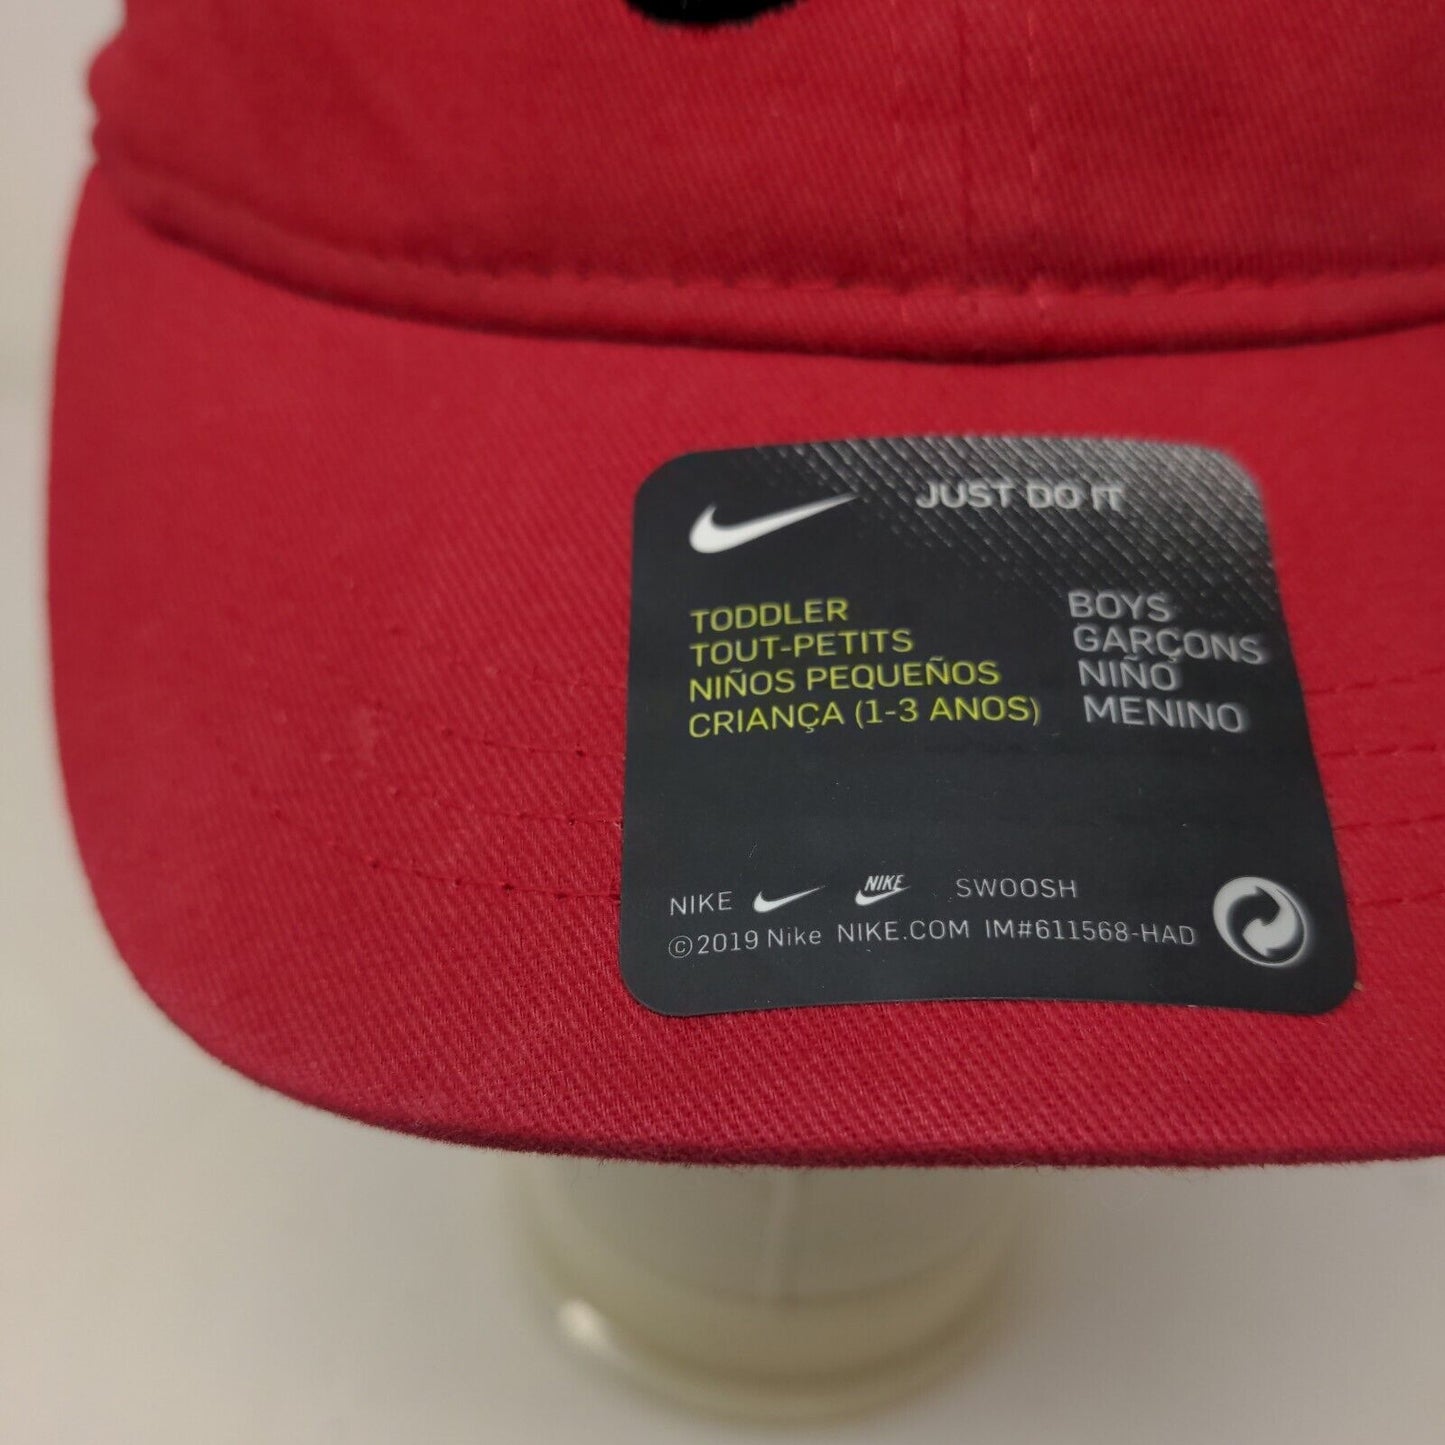 JUST DO IT
TODDLER
TOUT-PETITS
NIÑOS PEQUEÑOS
CRIANÇA (1-3 ANOS)
BOYS
GARÇONS
NIÑO
MENINO
NIKE NIKE SWOOSH
©2019 Nike NIKE.COM IM#611568-HAD